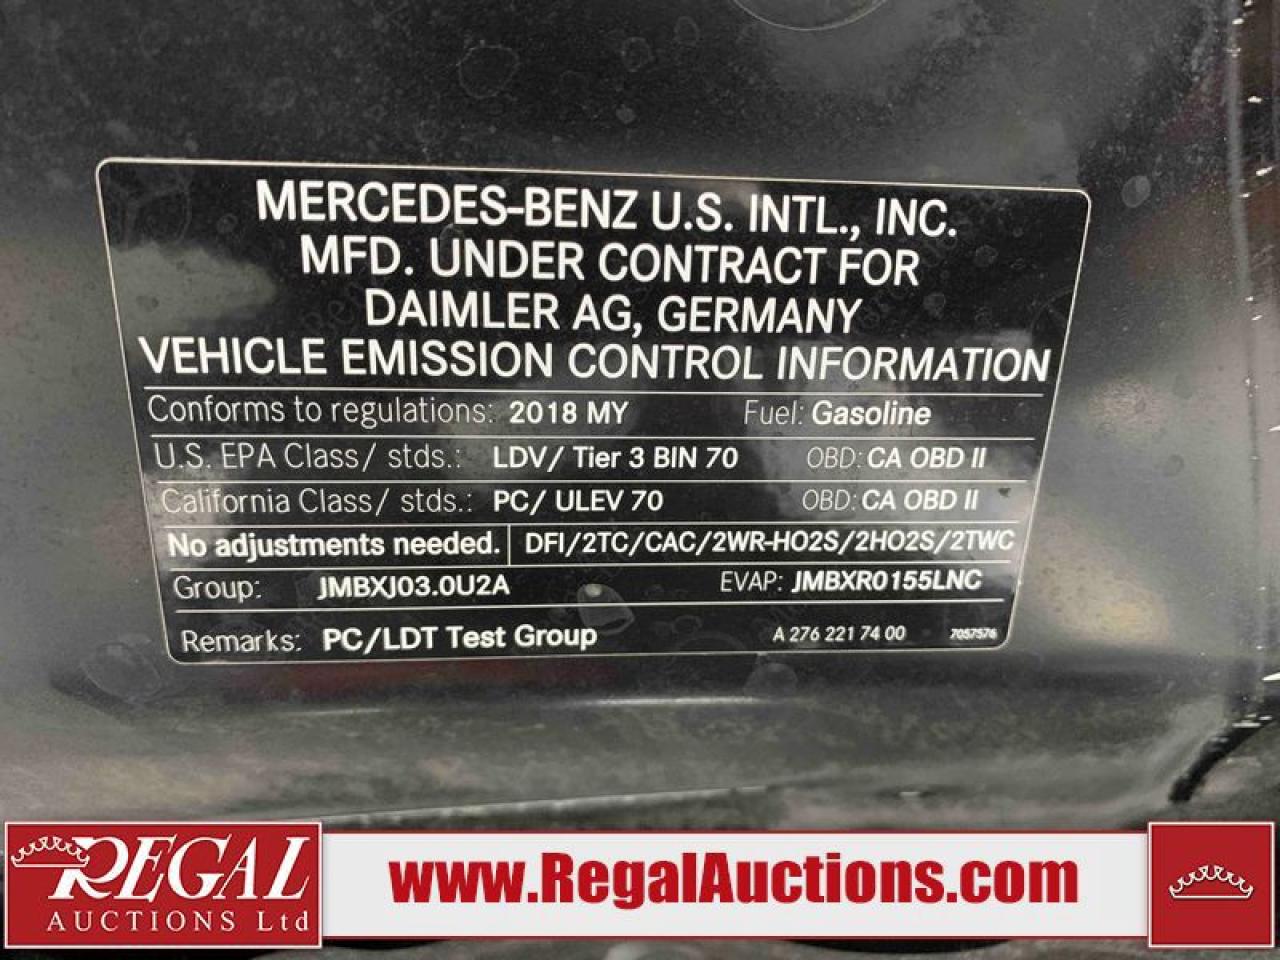 MERCEDES-BENZ U.S. INTL., INC.
MFD. UNDER CONTRACT FOR
DAIMLER AG, GERMANY
VEHICLE EMISSION CONTROL INFORMATION
Conforms to regulations: 2018 MY Fuel: Gasoline
U.S. EPA Class/ stds.: LDV/ Tier 3 BIN 70 OBD: CA OBD II
California Class/ stds.: PC/ ULEV 70 OBD: CA OBD II
No adjustments needed. DFI/2TC/CAC/2WR-HO2S/2HO2S/2TWC
Group: JMBXJ03.0U2A EVAP: JMBXR0155LNC
Remarks: PC/LDT Test Group A 276 221 74 00 7057576
REGAL
AUCTIONS Ltd
www.RegalAuctions.com